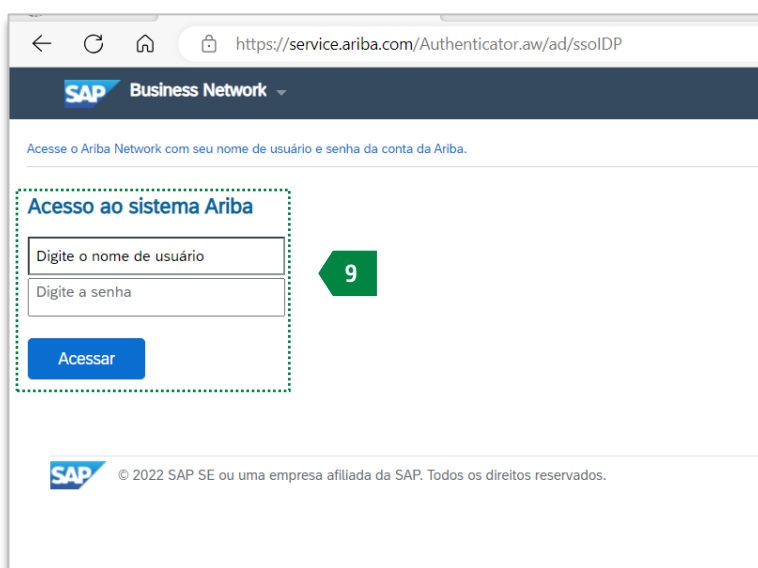 https://service.ariba.com/Authenticator.aw/ad/ssoIDP
SAP Business Network
Acesse o Ariba Network com seu nome de usuário e senha da conta da Ariba.
Acesso ao sistema Ariba
Digite o nome de usuário
9
Digite a senha
Acessar
SAP © 2022 SAP SE ou uma empresa afiliada da SAP. Todos os direitos reservados.